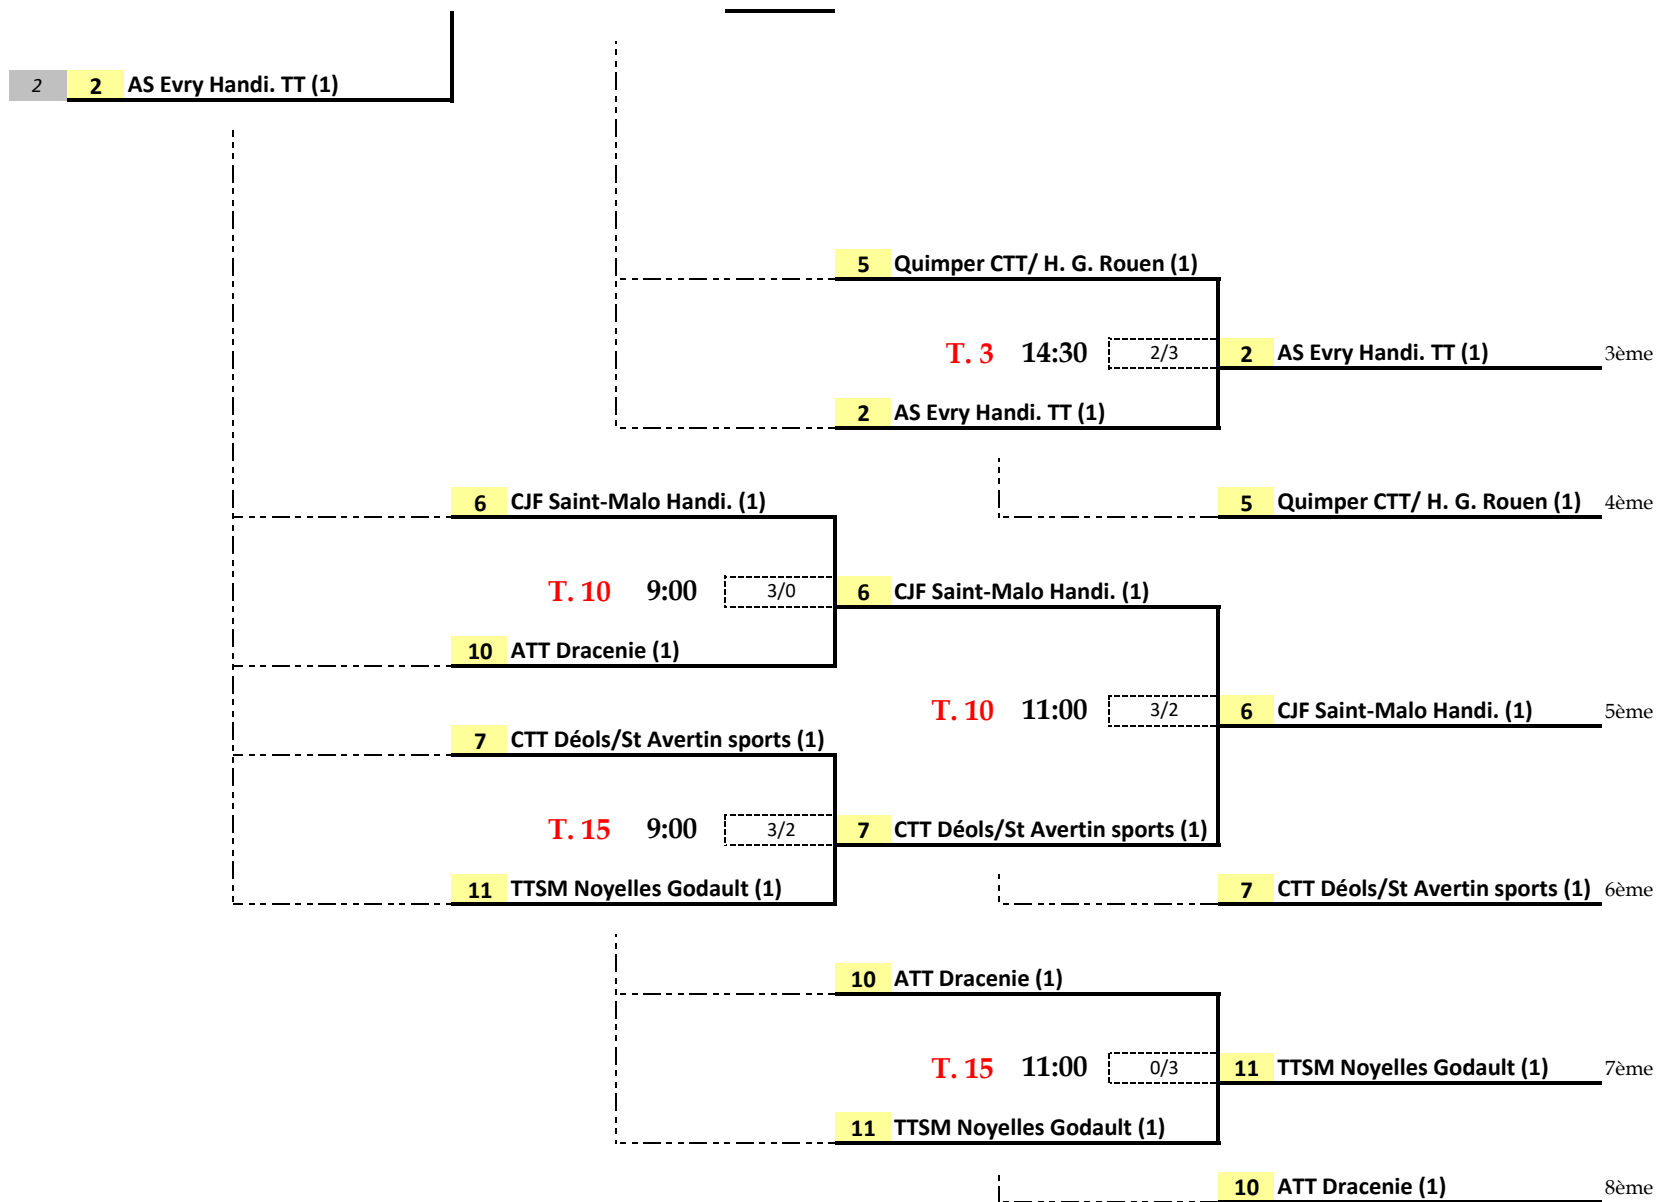 2 2 AS Evry Handi. TT (1)
5 Quimper CTT/ H. G. Rouen (1)
T. 3 14:30 2/3 2 AS Evry Handi. TT (1) 3ème
2 AS Evry Handi. TT (1)
6 CJF Saint-Malo Handi. (1) 5 Quimper CTT/ H. G. Rouen (1) 4ème
T. 10 9:00 3/0 6 CJF Saint-Malo Handi. (1)
10 ATT Dracenie (1)
T. 10 11:00 3/2 6 CJF Saint-Malo Handi. (1) 5ème
7 CTT Déols/St Avertin sports (1)
T. 15 9:00 3/2 7 CTT Déols/St Avertin sports (1)
11 TTSM Noyelles Godault (1) 7 CTT Déols/St Avertin sports (1) 6ème
10 ATT Dracenie (1)
T. 15 11:00 0/3 11 TTSM Noyelles Godault (1) 7ème
11 TTSM Noyelles Godault (1)
10 ATT Dracenie (1) 8ème